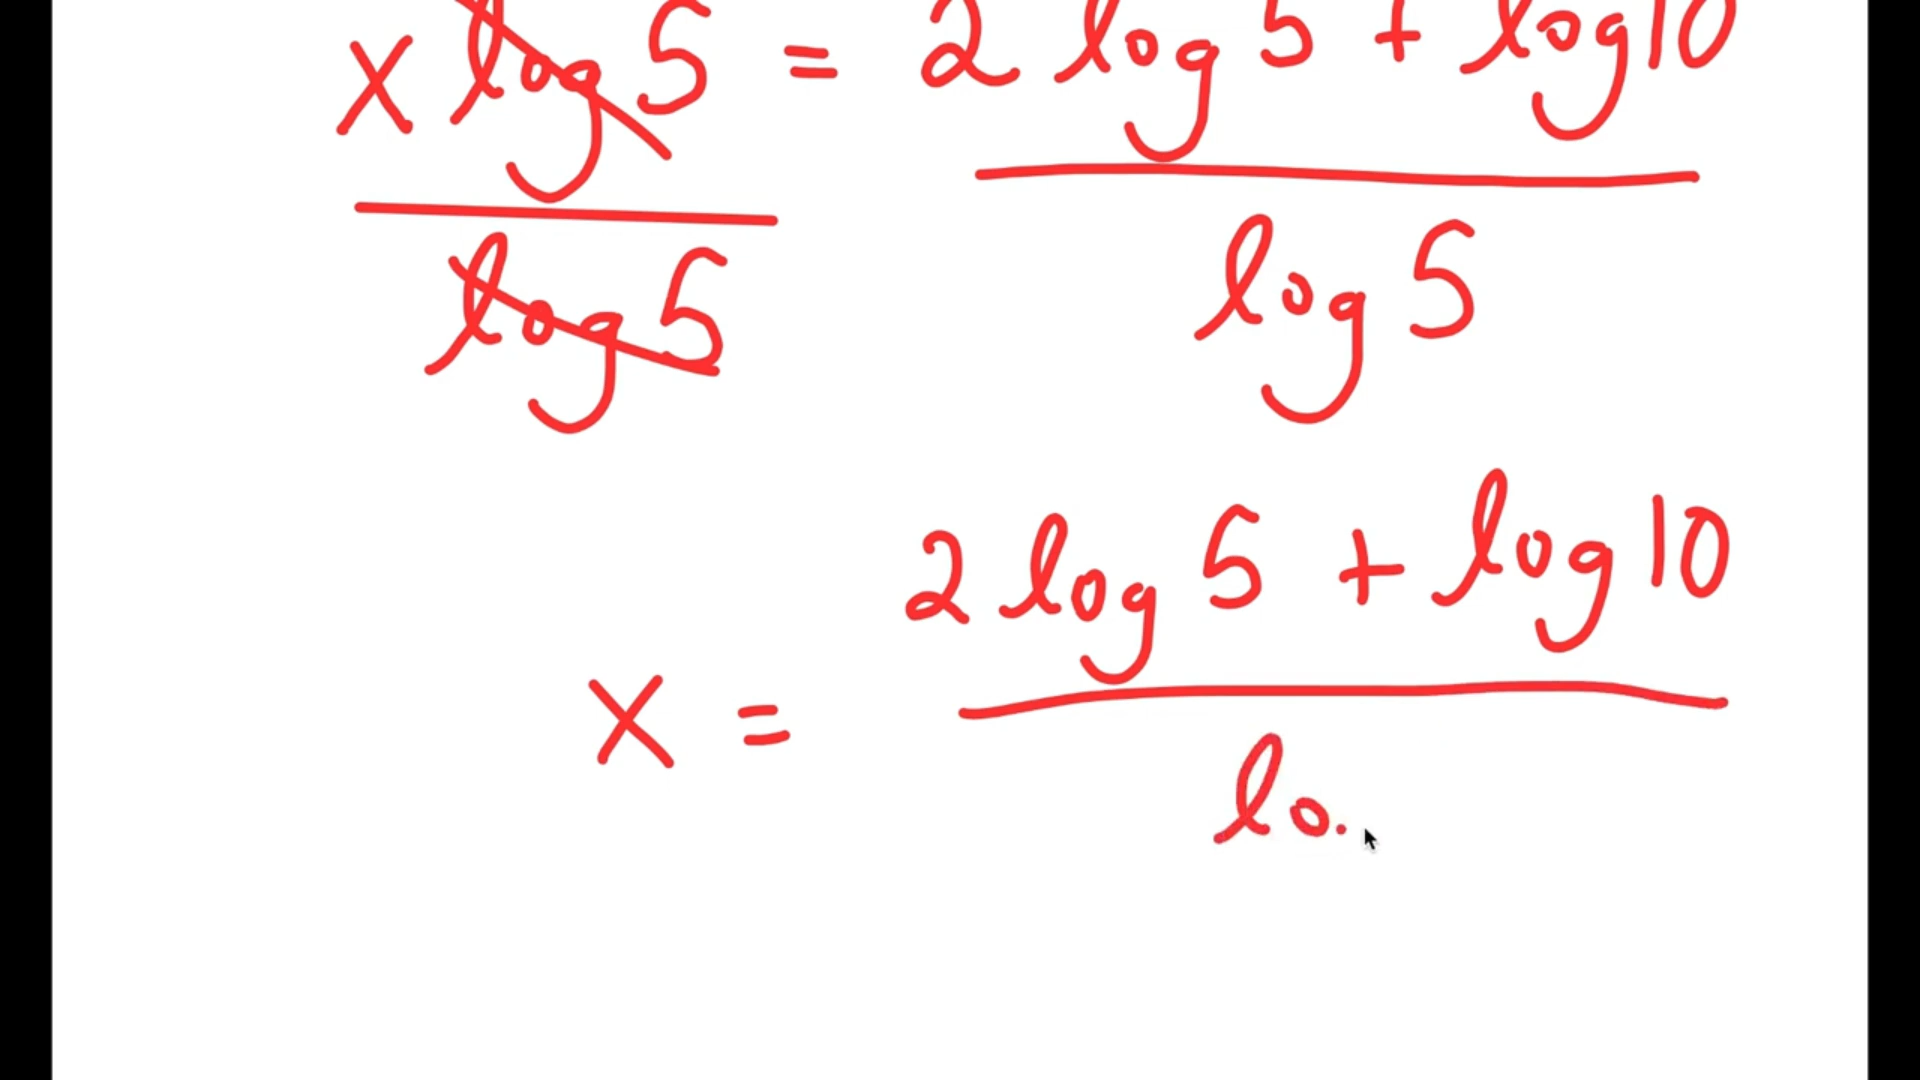 x log 5 = 2 log 5 + log 10
log 5 log 5
2 log 5 + log 10
x =
lo.